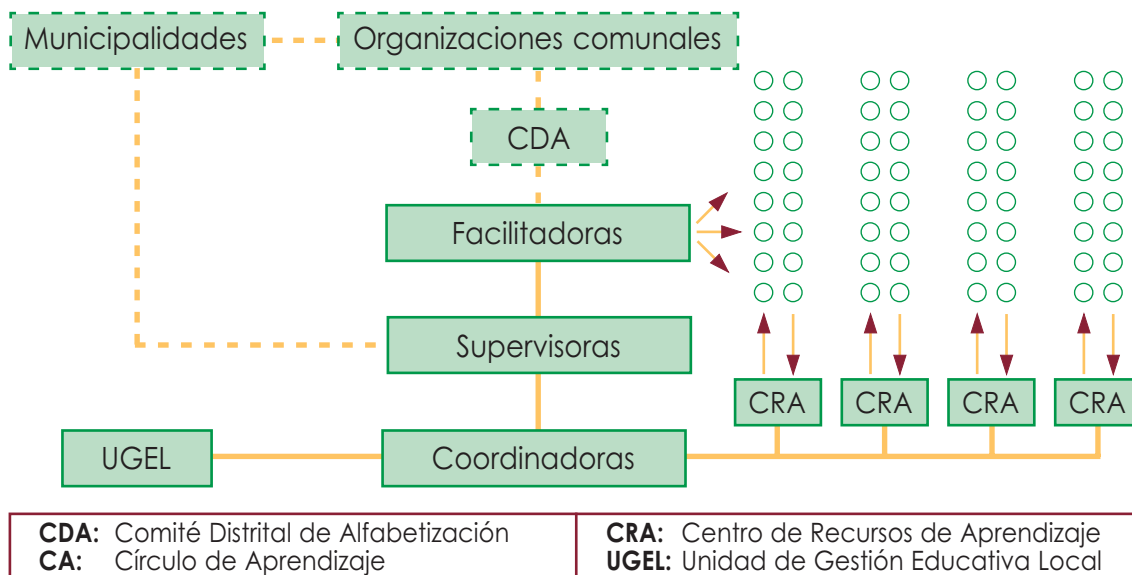 Municipalidades
Organizaciones comunales
CDA
Facilitadoras
Supervisoras
CRA
CRA
CRA
CRA
UGEL
Coordinadoras
CDA: Comité Distrital de Alfabetización
CA: Círculo de Aprendizaje
CRA: Centro de Recursos de Aprendizaje
UGEL: Unidad de Gestión Educativa Local